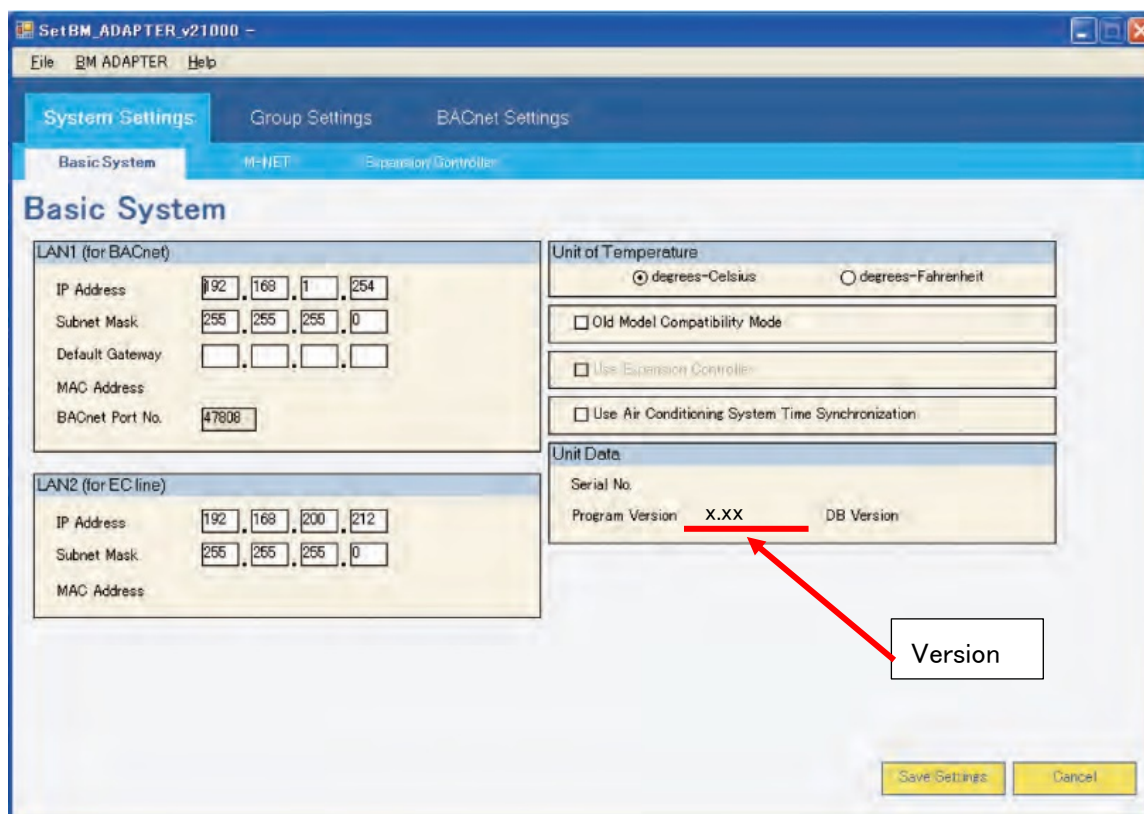 SetBM_ADAPTER_v21000 -
File BM ADAPTER Help
System Settings Group Settings BACnet Settings
Basic System M-NET Expansion Controller
Basic System
LAN1 (for BACnet)
IP Address 192 . 168 . 1 . 254
Subnet Mask 255 . 255 . 255 . 0
Default Gateway . . .
MAC Address
BACnet Port No. 47808
LAN2 (for EC line)
IP Address 192 . 168 . 200 . 212
Subnet Mask 255 . 255 . 255 . 0
MAC Address
Unit of Temperature
degrees-Celsius degrees-Fahrenheit
Old Model Compatibility Mode
Use Expansion Controller
Use Air Conditioning System Time Synchronization
Unit Data
Serial No.
Program Version x.xx DB Version
Version
Save Settings Cancel